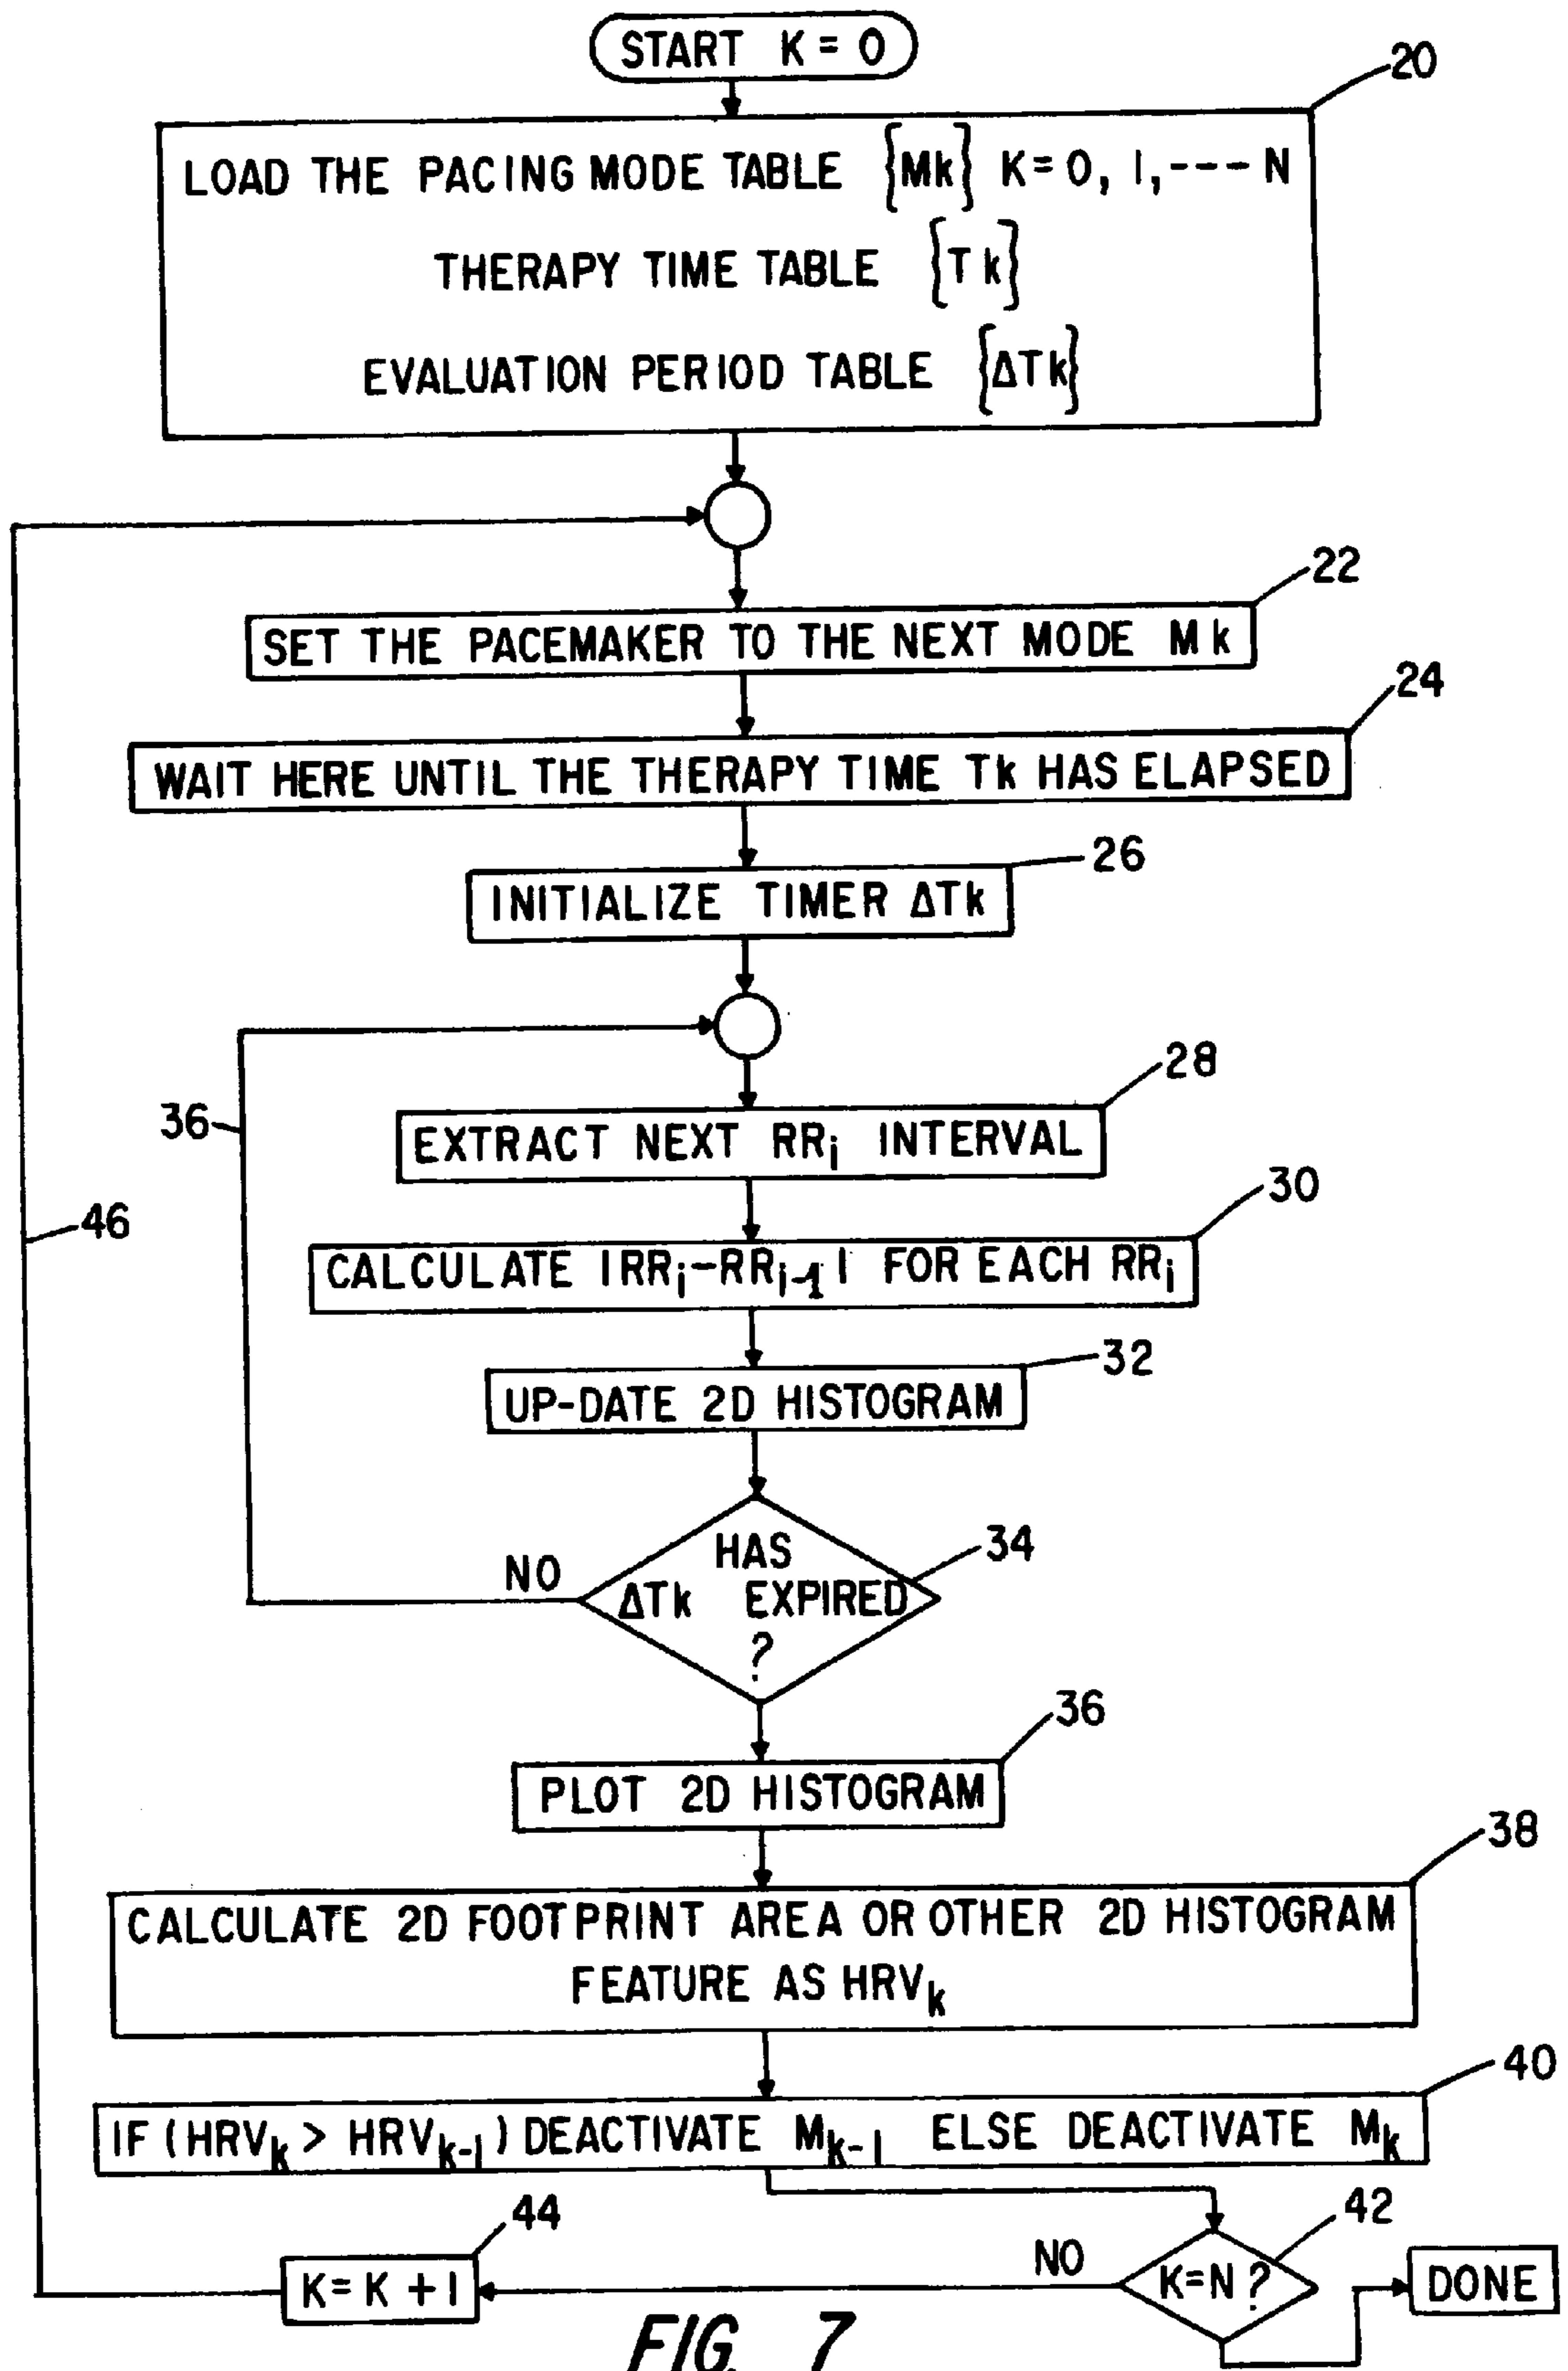 START K = 0
20
LOAD THE PACING MODE TABLE {Mk} K=0, 1,---N
THERAPY TIME TABLE {Tk}
EVALUATION PERIOD TABLE {ΔTk}
22
SET THE PACEMAKER TO THE NEXT MODE Mk
24
WAIT HERE UNTIL THE THERAPY TIME Tk HAS ELAPSED
26
INITIALIZE TIMER ΔTk
28
36
EXTRACT NEXT RRi INTERVAL
30
46
CALCULATE |RRi-RRi-1| FOR EACH RRi
32
UP-DATE 2D HISTOGRAM
34
NO
HAS
ΔTk EXPIRED
?
36
PLOT 2D HISTOGRAM
38
CALCULATE 2D FOOTPRINT AREA OR OTHER 2D HISTOGRAM
FEATURE AS HRVk
40
IF (HRVk > HRVk-1) DEACTIVATE Mk-1 ELSE DEACTIVATE Mk
44
42
NO
K = K + 1
K=N?
DONE
FIG. 7